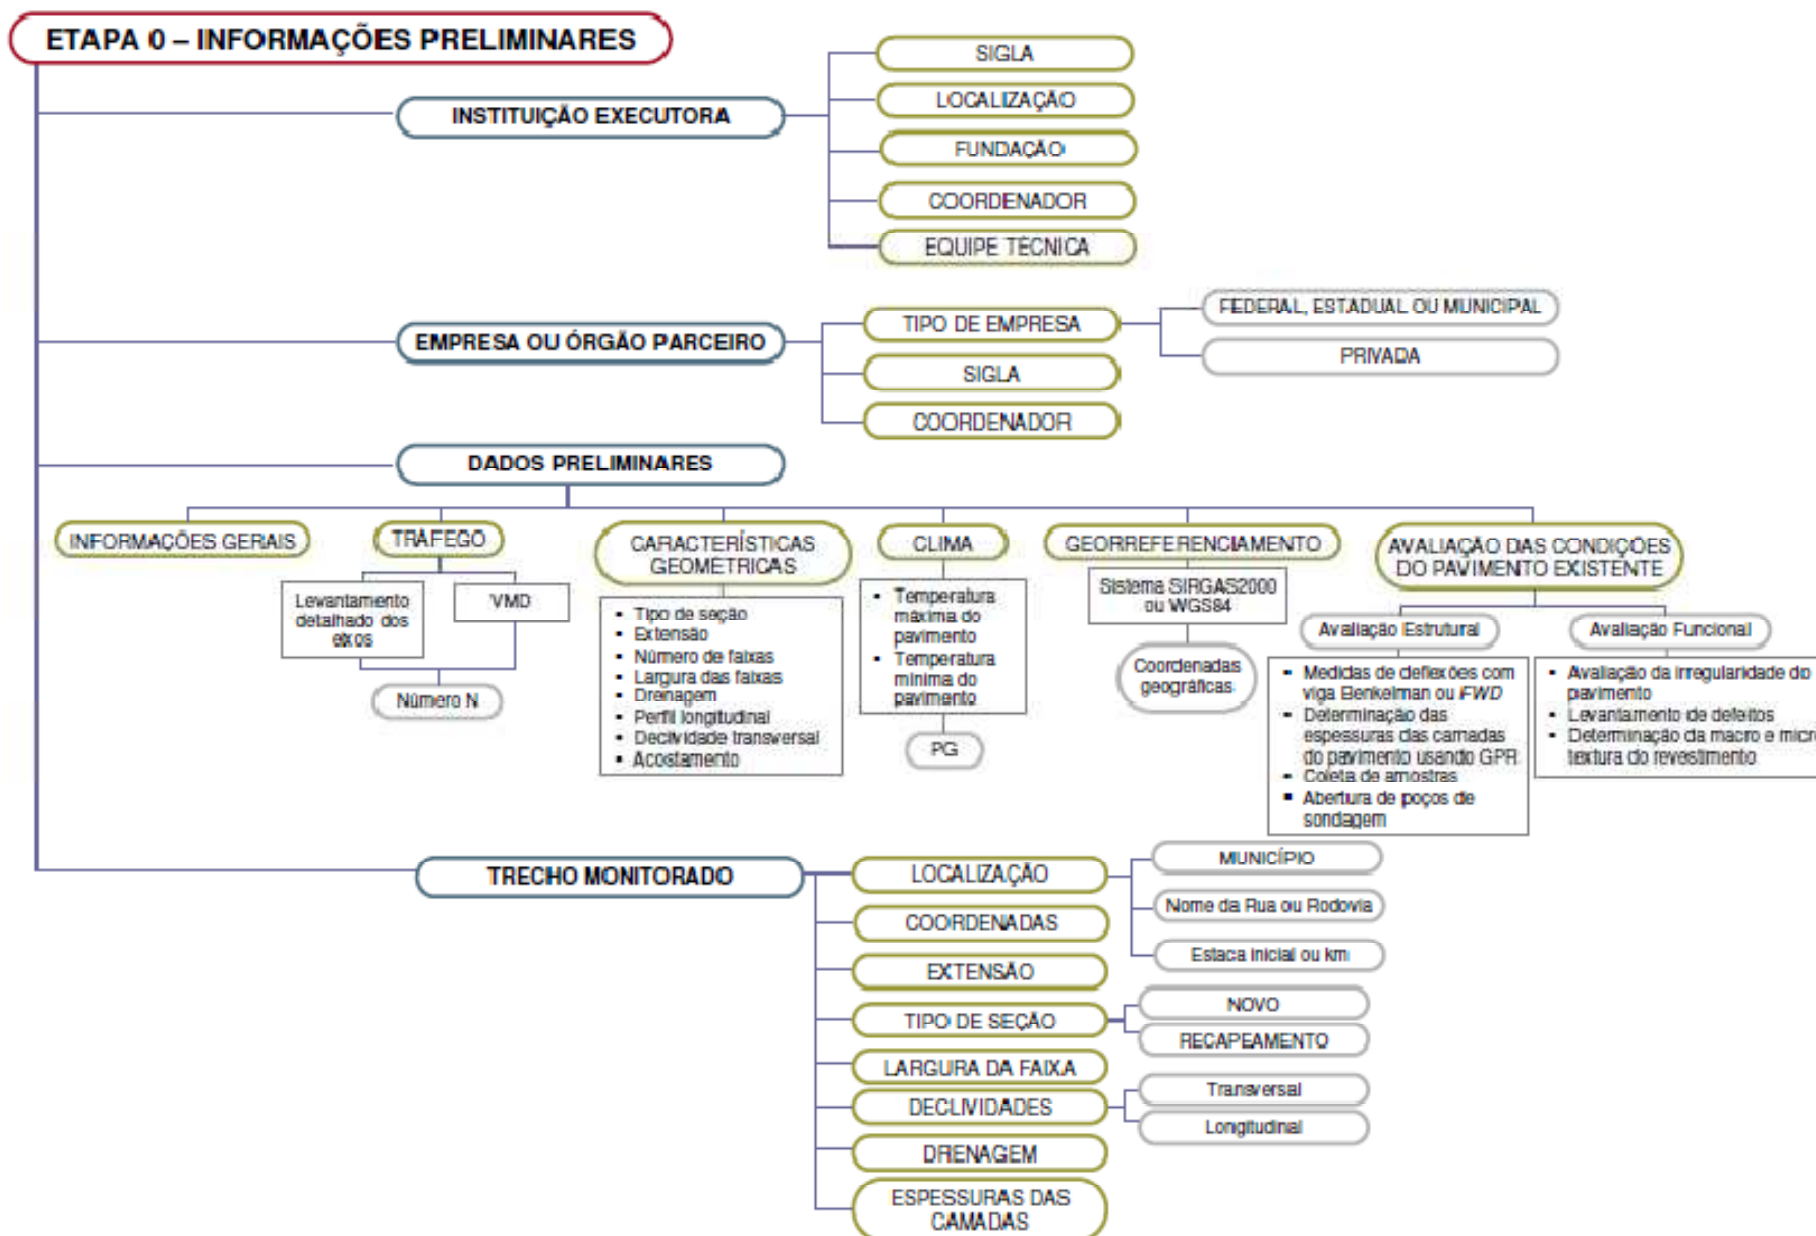 ETAPA 0 – INFORMAÇÕES PRELIMINARES
INSTITUIÇÃO EXECUTORA
SIGLA
LOCALIZAÇÃO
FUNDAÇÃO
COORDENADOR
EQUIPE TÉCNICA
EMPRESA OU ÓRGÃO PARCEIRO
TIPO DE EMPRESA
FEDERAL, ESTADUAL OU MUNICIPAL
PRIVADA
SIGLA
COORDENADOR
DADOS PRELIMINARES
INFORMAÇÕES GERAIS
TRÁFEGO
Levantamento
detalhado dos
eixos
VMD
Número N
CARACTERÍSTICAS
GEOMÉTRICAS
▪ Tipo de seção
▪ Extensão
▪ Número de faixas
▪ Largura das faixas
▪ Drenagem
▪ Perfil longitudinal
▪ Declividade transversal
▪ Acostamento
CLIMA
▪ Temperatura
máxima do
pavimento
▪ Temperatura
mínima do
pavimento
PG
GEORREFERENCIAMENTO
Sistema SIRGAS2000
ou WGS84
Coordenadas
geográficas
AVALIAÇÃO DAS CONDIÇÕES
DO PAVIMENTO EXISTENTE
Avaliação Estrutural
▪ Medidas de deflexões com
viga Benkelman ou FWD
▪ Determinação das
espessuras das camadas
do pavimento usando GPR
▪ Coleta de amostras
▪ Abertura de poços de
sondagem
Avaliação Funcional
▪ Avaliação da irregularidade do
pavimento
▪ Levantamento de defeitos
▪ Determinação da macro e micro
textura do revestimento
TRECHO MONITORADO
LOCALIZAÇÃO
MUNICÍPIO
Nome da Rua ou Rodovia
Estaca inicial ou km
COORDENADAS
EXTENSÃO
TIPO DE SEÇÃO
NOVO
RECAPEAMENTO
LARGURA DA FAIXA
DECLIVIDADES
Transversal
Longitudinal
DRENAGEM
ESPESSURAS DAS
CAMADAS